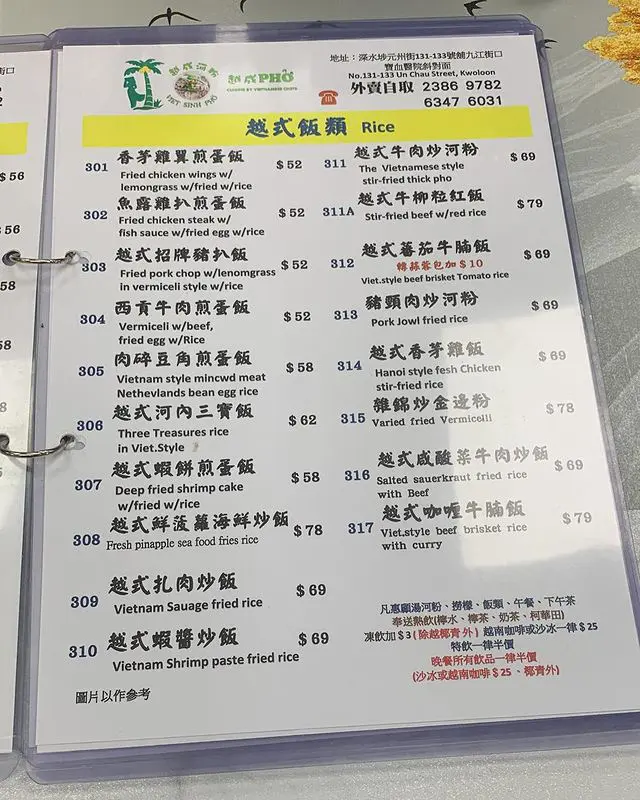 越式河粉
VIET SINH PHỞ
越式PHỞ
CUISINE BY VIETNAMESE CHEFS
地址：深水埗元州街131-133號舖九江街口
寶血醫院斜對面
No.131-133 Un Chau Street, Kwoloon
外賣自取 2386 9782
6347 6031
越式飯類 Rice
301 香茅雞翼煎蛋飯 $52
Fried chicken wings w/
lemongrass w/fried w/rice
302 魚露雞扒煎蛋飯 $52
Fried chicken steak w/
fish sauce w/fried egg w/rice
303 越式招牌豬扒飯 $52
Fried pork chop w/lenomgrass
in vermiceli style w/rice
304 西貢牛肉煎蛋飯 $52
Vermiceli w/beef,
fried egg w/Rice
305 肉碎豆角煎蛋飯 $58
Vietnam style mincwd meat
Nethevlands bean egg rice
306 越式河內三寶飯 $62
Three Treasures rice
in Viet.Style
307 越式蝦餅煎蛋飯 $58
Deep fried shrimp cake
w/fried w/rice
308 越式鮮菠蘿海鮮炒飯 $78
Fresh pinapple sea food fries rice
309 越式扎肉炒飯 $69
Vietnam Sauage fried rice
310 越式蝦醬炒飯 $69
Vietnam Shrimp paste fried rice
圖片以作參考
311 越式牛肉炒河粉 $69
The Vietnamese style
stir-fried thick pho
311A 越式牛柳粒紅飯 $79
Stir-fried beef w/red rice
312 越式蕃茄牛腩飯 $69
轉蒜蓉包加$10
Viet.style beef brisket Tomato rice
313 豬頸肉炒河粉 $69
Pork Jowl fried rice
314 越式香茅雞飯 $69
Hanoi style fesh Chicken
stir-fried rice
315 雜錦炒金邊粉 $78
Varied fried Vermicelli
316 越式咸酸菜牛肉炒飯 $69
Salted sauerkraut fried rice
with Beef
317 越式咖喱牛腩飯 $79
Viet.style beef brisket rice
with curry
凡惠顧湯河粉、撈檬、飯類、午餐、下午茶
奉送熱飲(檸水、檸茶、奶茶、柯華田)
凍飲加$3(除越椰青外) 越南咖啡或沙冰一律$25
特飲一律半價
晚餐所有飲品一律半價
(沙冰或越南咖啡$25、椰青外)
街口
$56
$56
58
58